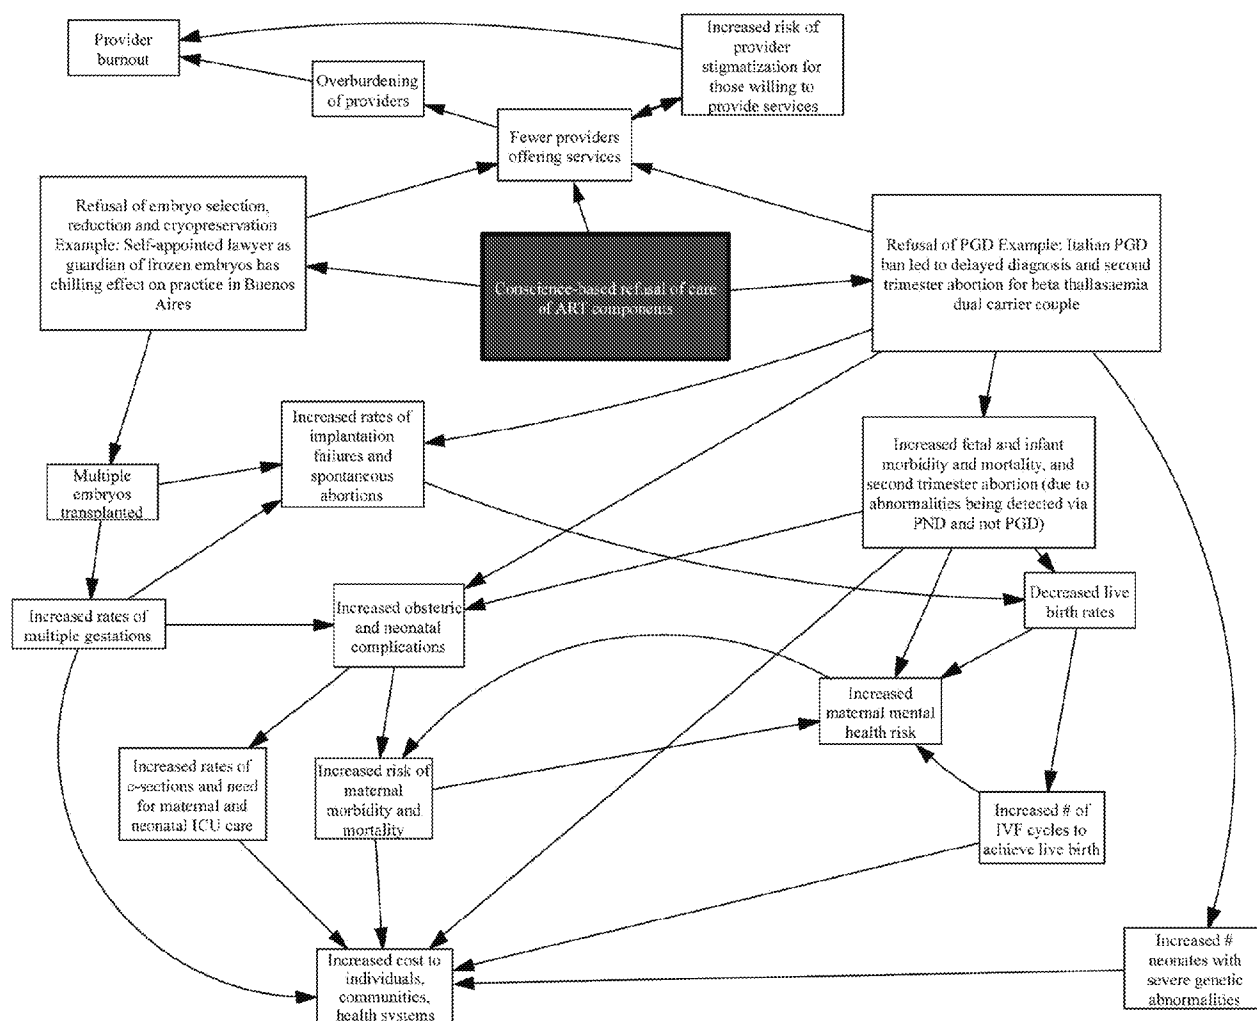 Provider
burnout
Increased risk of
provider
stigmatization for
those willing to
provide services
Overburdening
of providers
Fewer providers
offering services
Refusal of embryo selection,
reduction and cryopreservation
Example: Self-appointed lawyer as
guardian of frozen embryos has
chilling effect on practice in Buenos
Aires
Conscience-based refusal of care
of ART components
Refusal of PGD Example: Italian PGD
ban led to delayed diagnosis and second
trimester abortion for beta thallasaemia
dual carrier couple
Increased rates of
implantation
failures and
spontaneous
abortions
Increased fetal and infant
morbidity and mortality, and
second trimester abortion (due to
abnormalities being detected via
PND and not PGD)
Multiple
embryos
transplanted
Increased rates of
multiple gestations
Increased obstetric
and neonatal
complications
Decreased live
birth rates
Increased
maternal mental
health risk
Increased rates of
c-sections and need
for maternal and
neonatal ICU care
Increased risk of
maternal
morbidity and
mortality
Increased # of
IVF cycles to
achieve live birth
Increased cost to
individuals,
communities,
health systems
Increased #
neonates with
severe genetic
abnormalities